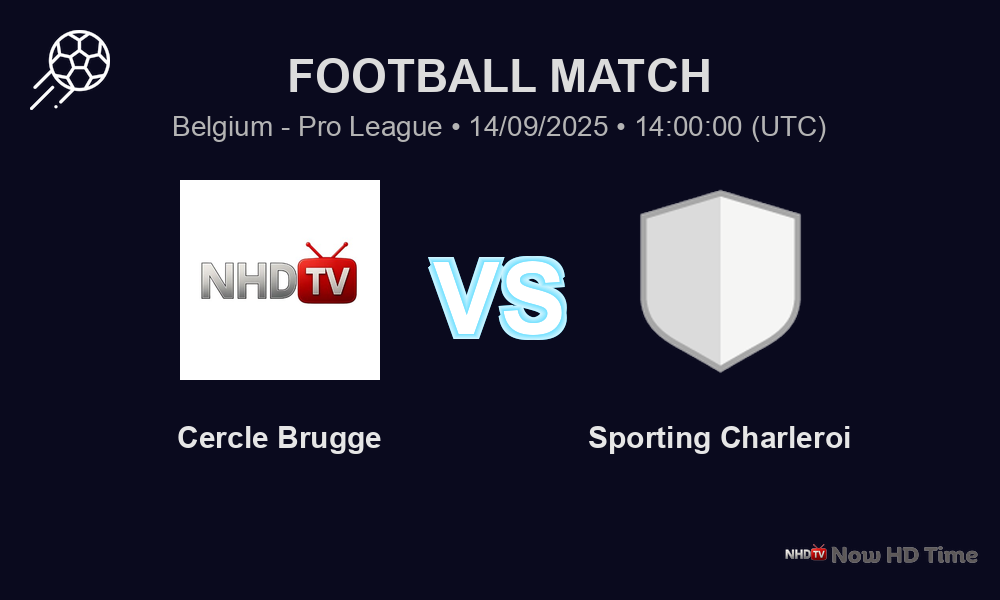 FOOTBALL MATCH
Belgium - Pro League • 14/09/2025 • 14:00:00 (UTC)
NHDTV
VS
Cercle Brugge
Sporting Charleroi
NHDTV Now HD Time